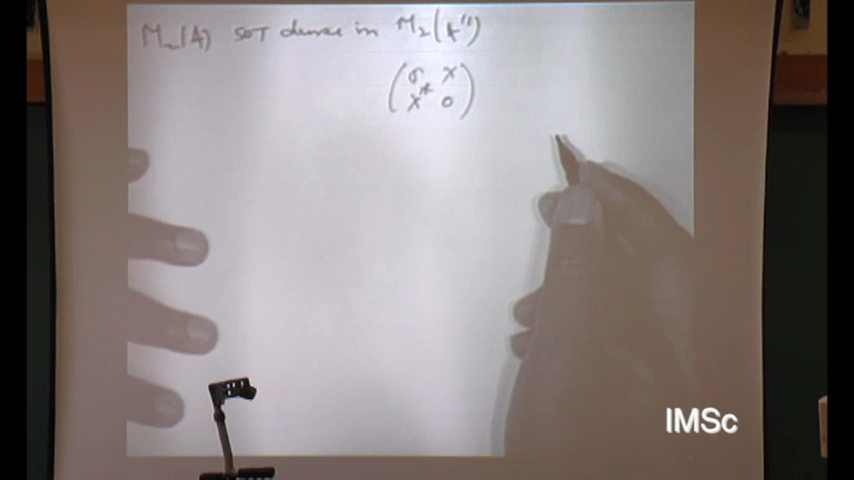 M₂(A) SOT dense in M₂(A'')
( 0 x
x* 0 )
IMSc